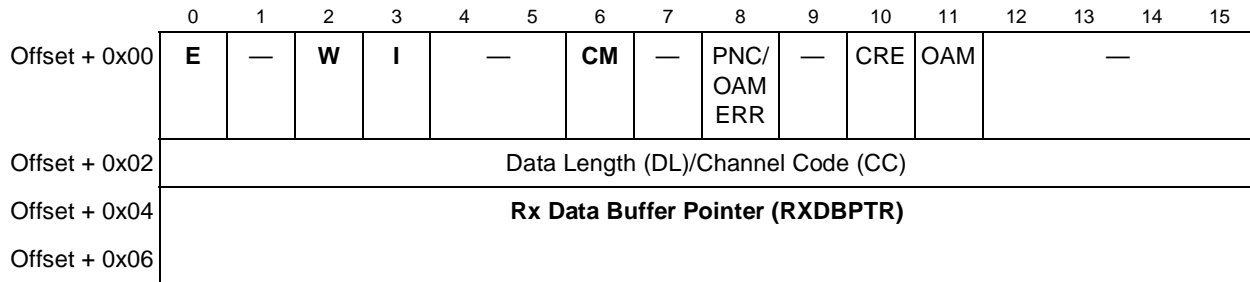 0 1 2 3 4 5 6 7 8 9 10 11 12 13 14 15
Offset + 0x00 E — W I — CM — PNC/ — CRE OAM —
OAM
ERR
Offset + 0x02 Data Length (DL)/Channel Code (CC)
Offset + 0x04 Rx Data Buffer Pointer (RXDBPTR)
Offset + 0x06